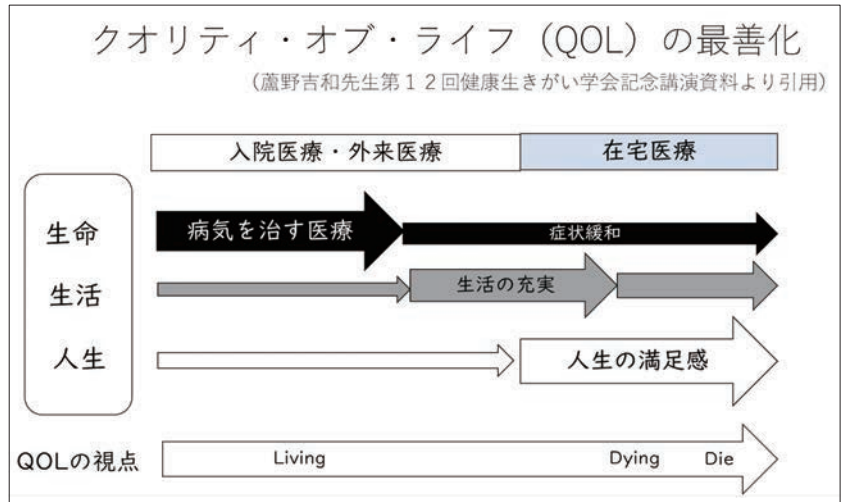 クオリティ・オブ・ライフ（QOL）の最善化
（蘆野吉和先生第１２回健康生きがい学会記念講演資料より引用）
入院医療・外来医療
在宅医療
生命
病気を治す医療
症状緩和
生活
生活の充実
人生
人生の満足感
QOLの視点
Living
Dying
Die